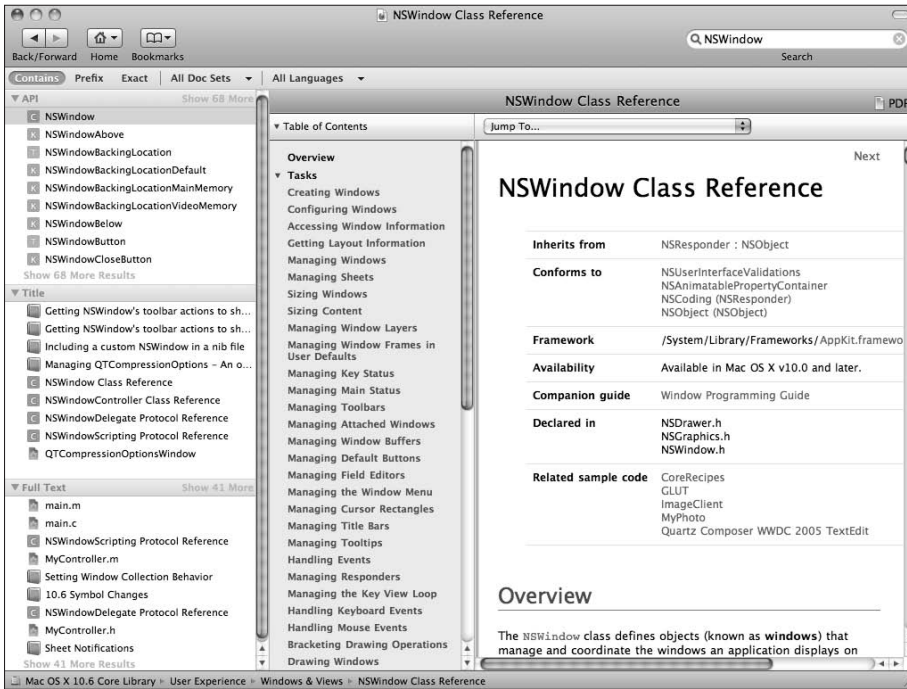 NSWindow Class Reference
NSWindow
Back/Forward Home Bookmarks
Search
Contains Prefix Exact All Doc Sets All Languages
API Show 68 More
NSWindow
NSWindowAbove
NSWindowBackingLocation
NSWindowBackingLocationDefault
NSWindowBackingLocationMainMemory
NSWindowBackingLocationVideoMemory
NSWindowBelow
NSWindowButton
NSWindowCloseButton
Show 68 More Results
Title
Getting NSWindow's toolbar actions to sh...
Getting NSWindow's toolbar actions to sh...
Including a custom NSWindow in a nib file
Managing QTCompressionOptions – An o...
NSWindow Class Reference
NSWindowController Class Reference
NSWindowDelegate Protocol Reference
NSWindowScripting Protocol Reference
QTCompressionOptionsWindow
Full Text Show 41 More
main.m
main.c
NSWindowScripting Protocol Reference
MyController.m
Setting Window Collection Behavior
10.6 Symbol Changes
NSWindowDelegate Protocol Reference
MyController.h
Sheet Notifications
Show 41 More Results
NSWindow Class Reference
PDF
Table of Contents
Jump To...
Overview
Tasks
Creating Windows
Configuring Windows
Accessing Window Information
Getting Layout Information
Managing Windows
Managing Sheets
Sizing Windows
Sizing Content
Managing Window Layers
Managing Window Frames in
User Defaults
Managing Key Status
Managing Main Status
Managing Toolbars
Managing Attached Windows
Managing Window Buffers
Managing Default Buttons
Managing Field Editors
Managing the Window Menu
Managing Cursor Rectangles
Managing Title Bars
Managing Tooltips
Handling Events
Managing Responders
Managing the Key View Loop
Handling Keyboard Events
Handling Mouse Events
Bracketing Drawing Operations
Drawing Windows
Next
NSWindow Class Reference
Inherits from NSResponder : NSObject
Conforms to NSUserInterfaceValidations
NSAnimatablePropertyContainer
NSCoding (NSResponder)
NSObject (NSObject)
Framework /System/Library/Frameworks/AppKit.framewo
Availability Available in Mac OS X v10.0 and later.
Companion guide Window Programming Guide
Declared in NSDrawer.h
NSGraphics.h
NSWindow.h
Related sample code CoreRecipes
GLUT
ImageClient
MyPhoto
Quartz Composer WWDC 2005 TextEdit
Overview
The NSWindow class defines objects (known as windows) that
manage and coordinate the windows an application displays on
Mac OS X 10.6 Core Library User Experience Windows & Views NSWindow Class Reference